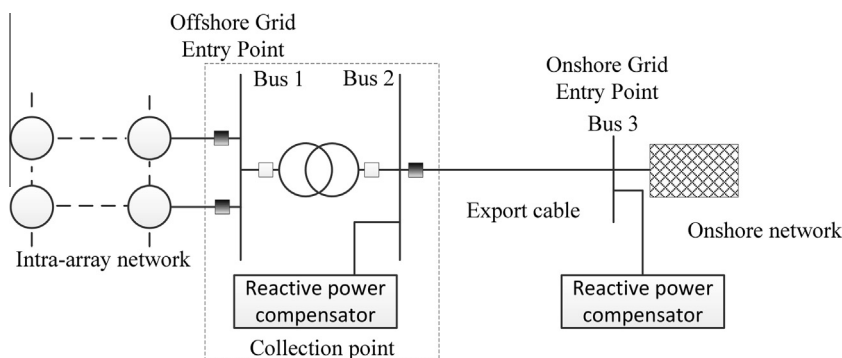 Offshore Grid
Entry Point
Bus 1
Bus 2
Onshore Grid
Entry Point
Bus 3
Export cable
Onshore network
Intra-array network
Reactive power
compensator
Reactive power
compensator
Collection point